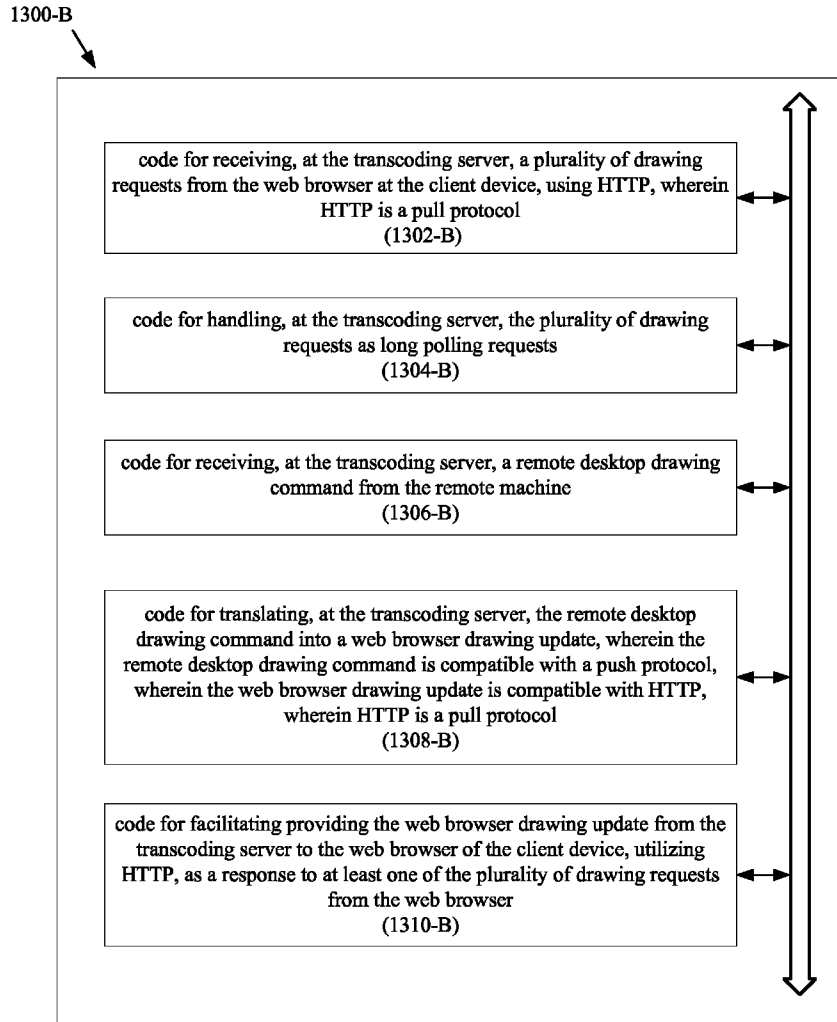 1300-B
code for receiving, at the transcoding server, a plurality of drawing
requests from the web browser at the client device, using HTTP, wherein
HTTP is a pull protocol
(1302-B)
code for handling, at the transcoding server, the plurality of drawing
requests as long polling requests
(1304-B)
code for receiving, at the transcoding server, a remote desktop drawing
command from the remote machine
(1306-B)
code for translating, at the transcoding server, the remote desktop
drawing command into a web browser drawing update, wherein the
remote desktop drawing command is compatible with a push protocol,
wherein the web browser drawing update is compatible with HTTP,
wherein HTTP is a pull protocol
(1308-B)
code for facilitating providing the web browser drawing update from the
transcoding server to the web browser of the client device, utilizing
HTTP, as a response to at least one of the plurality of drawing requests
from the web browser
(1310-B)